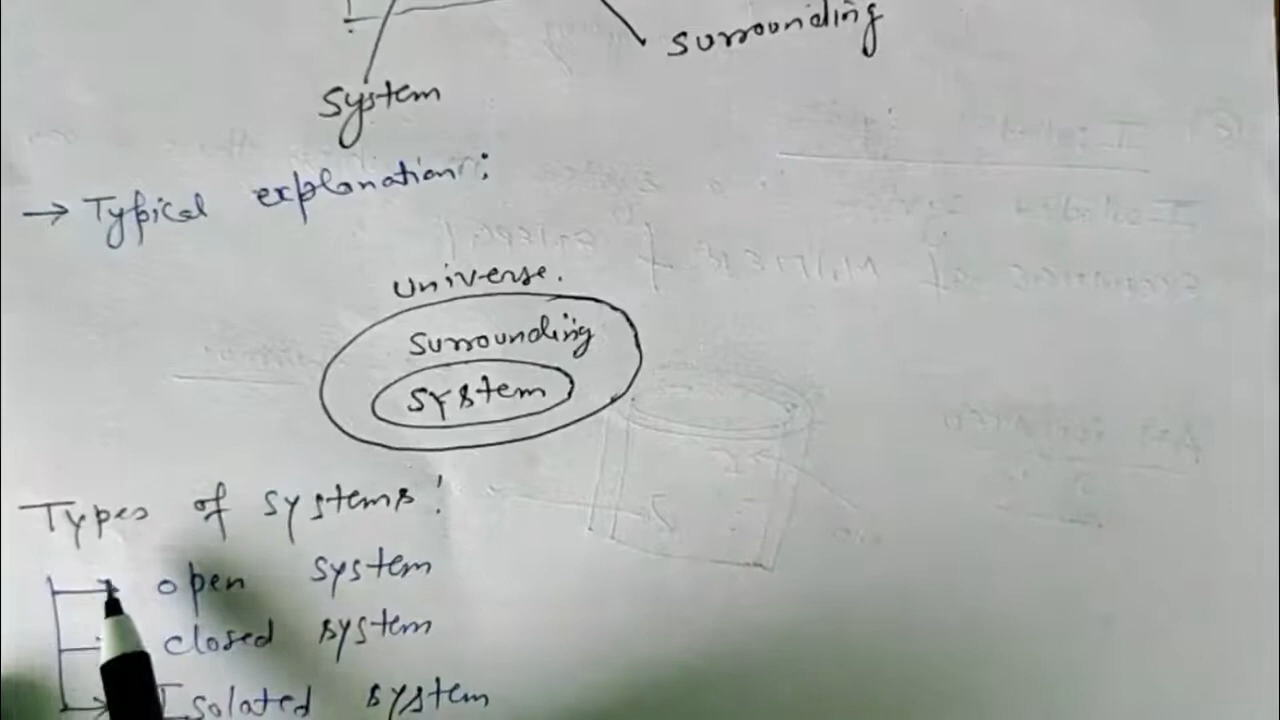 surrounding
system
→ Typical explanation:
universe.
surrounding
system
Types of systems:
open system
closed system
Isolated system